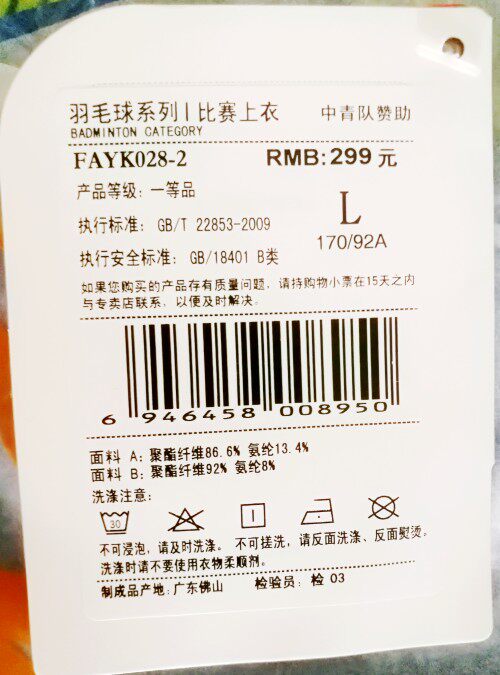 羽毛球系列|比赛上衣 中青队赞助
BADMINTON CATEGORY
FAYK028-2 RMB: 299 元
产品等级: 一等品
执行标准: GB/T 22853-2009 L
执行安全标准: GB/18401 B类 170/92A
如果您购买的产品存有质量问题, 请持购物小票在15天之内
与专卖店联系, 以便及时解决。
6 946458 008950
面料 A: 聚酯纤维86.6% 氨纶13.4%
面料 B: 聚酯纤维92% 氨纶8%
洗涤注意:
30
不可浸泡, 请及时洗涤。 不可搓洗, 请反面洗涤、反面熨烫。
洗涤时请不要使用衣物柔顺剂。
制成品产地: 广东佛山 检验员: 检 03